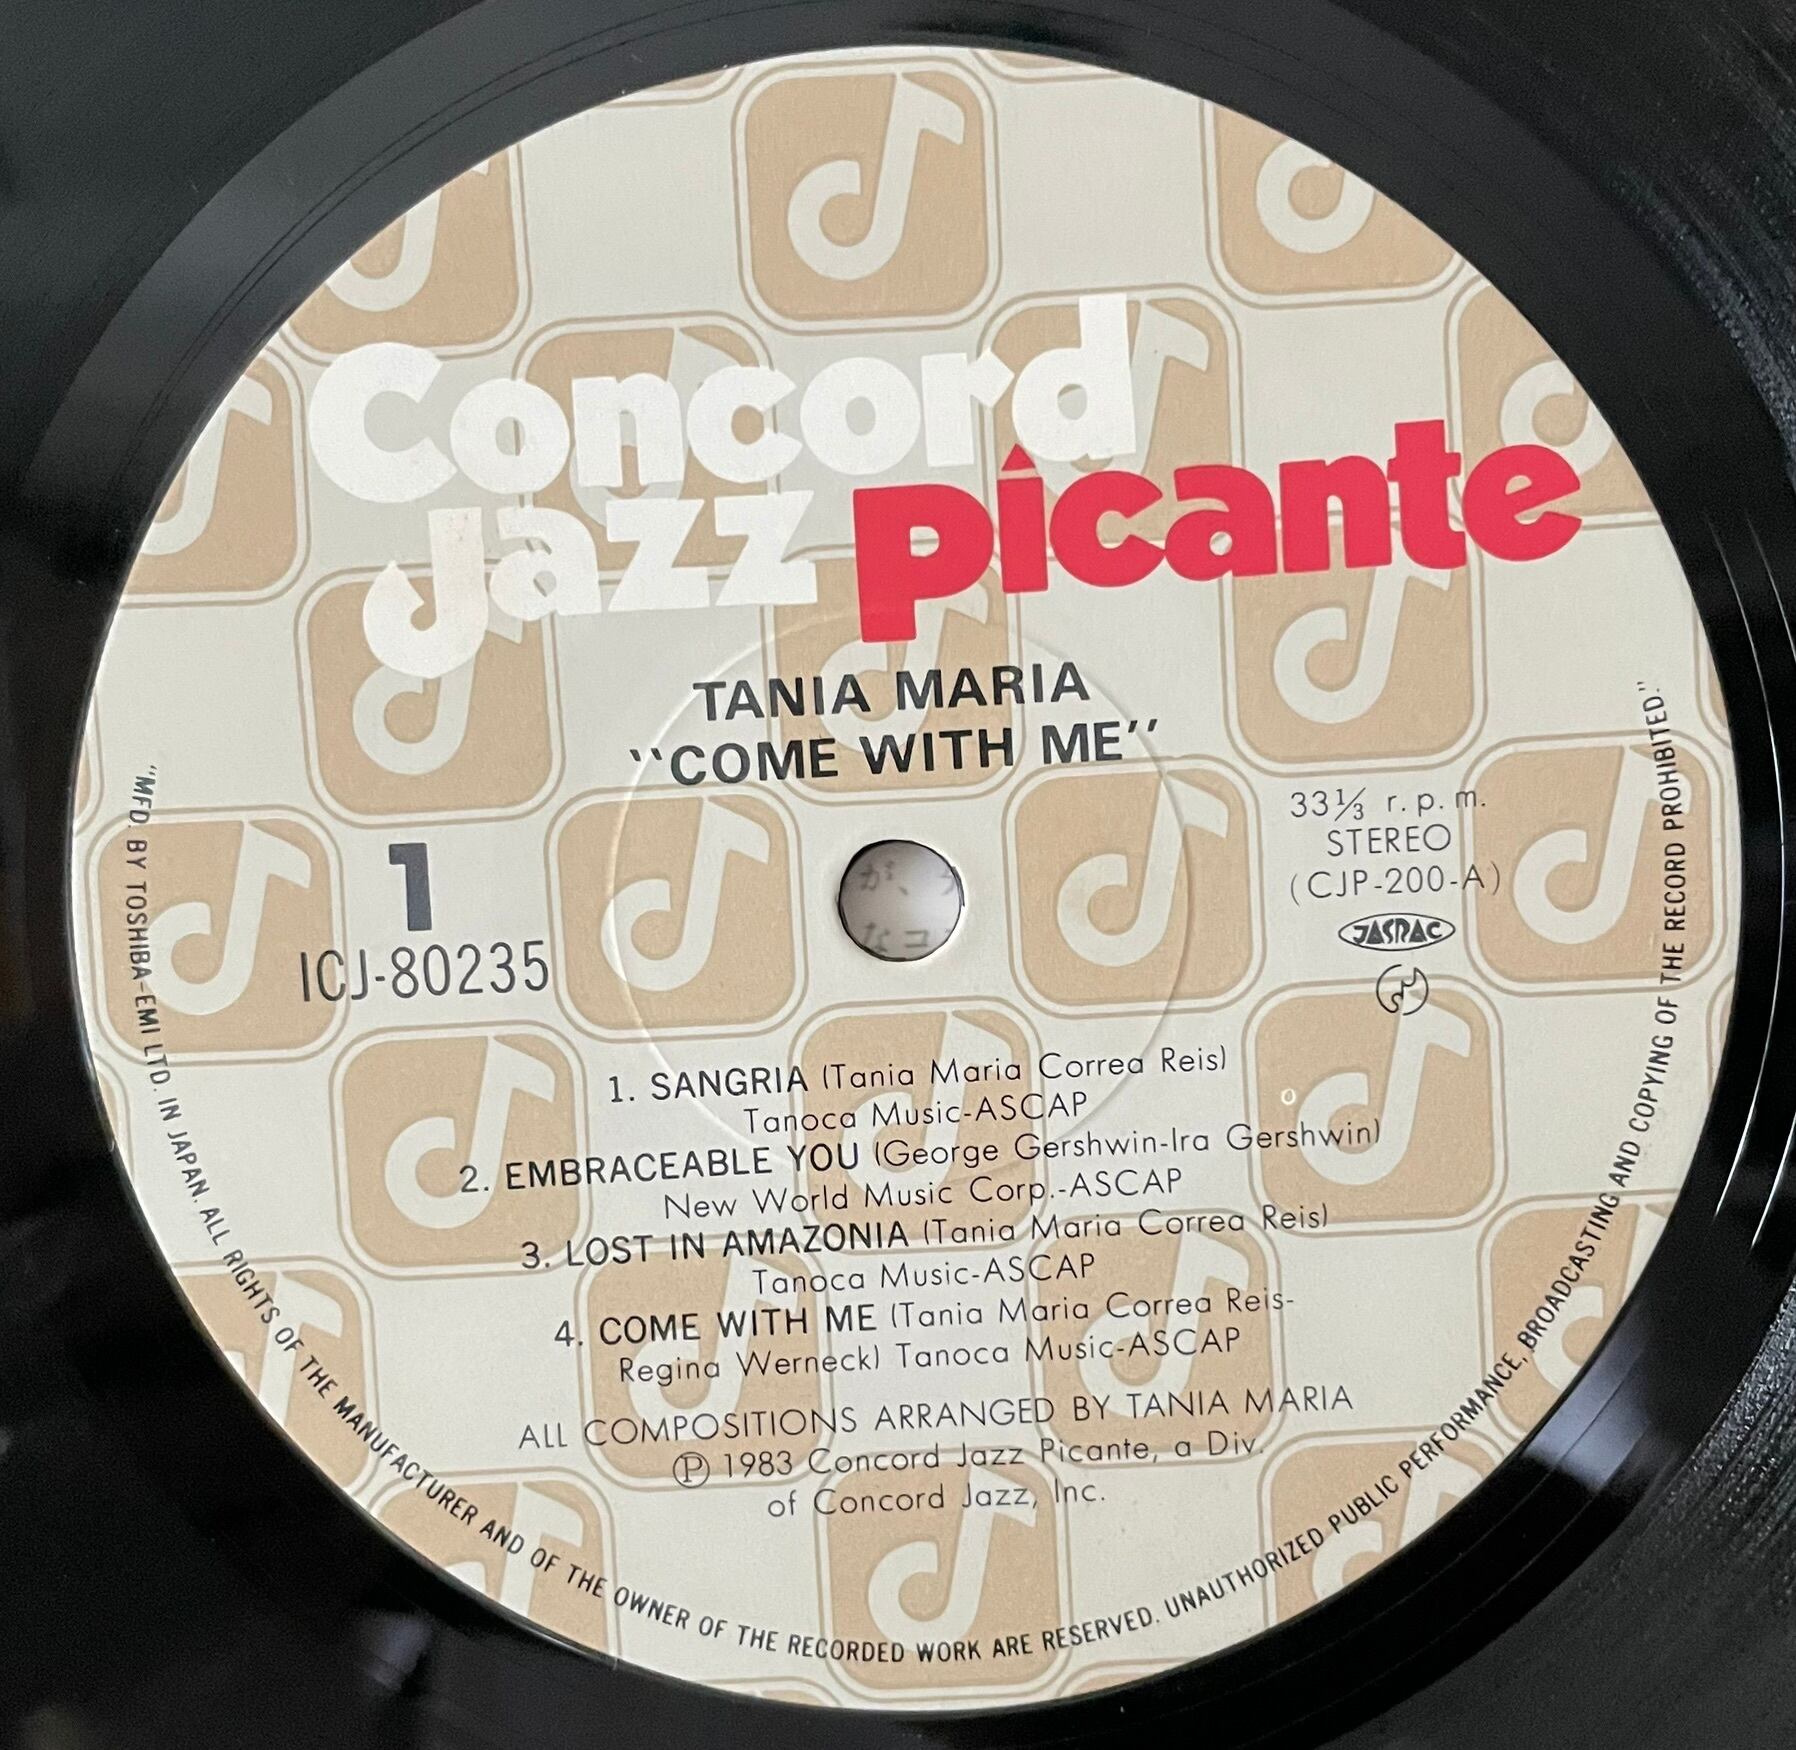 Concord
Jazz picante
TANIA MARIA
"COME WITH ME"
1
ICJ-80235
33⅓ r.p.m.
STEREO
(CJP-200-A)
JASRAC
1. SANGRIA (Tania Maria Correa Reis)
Tanoca Music-ASCAP
2. EMBRACEABLE YOU (George Gershwin-Ira Gershwin)
New World Music Corp.-ASCAP
3. LOST IN AMAZONIA (Tania Maria Correa Reis)
Tanoca Music-ASCAP
4. COME WITH ME (Tania Maria Correa Reis-
Regina Werneck) Tanoca Music-ASCAP
ALL COMPOSITIONS ARRANGED BY TANIA MARIA
Ⓟ 1983 Concord Jazz Picante, a Div.
of Concord Jazz, Inc.
"MFD. BY TOSHIBA-EMI LTD. IN JAPAN. ALL RIGHTS OF THE MANUFACTURER AND OF THE OWNER OF THE RECORDED WORK ARE RESERVED. UNAUTHORIZED PUBLIC PERFORMANCE, BROADCASTING AND COPYING OF THE RECORD PROHIBITED."